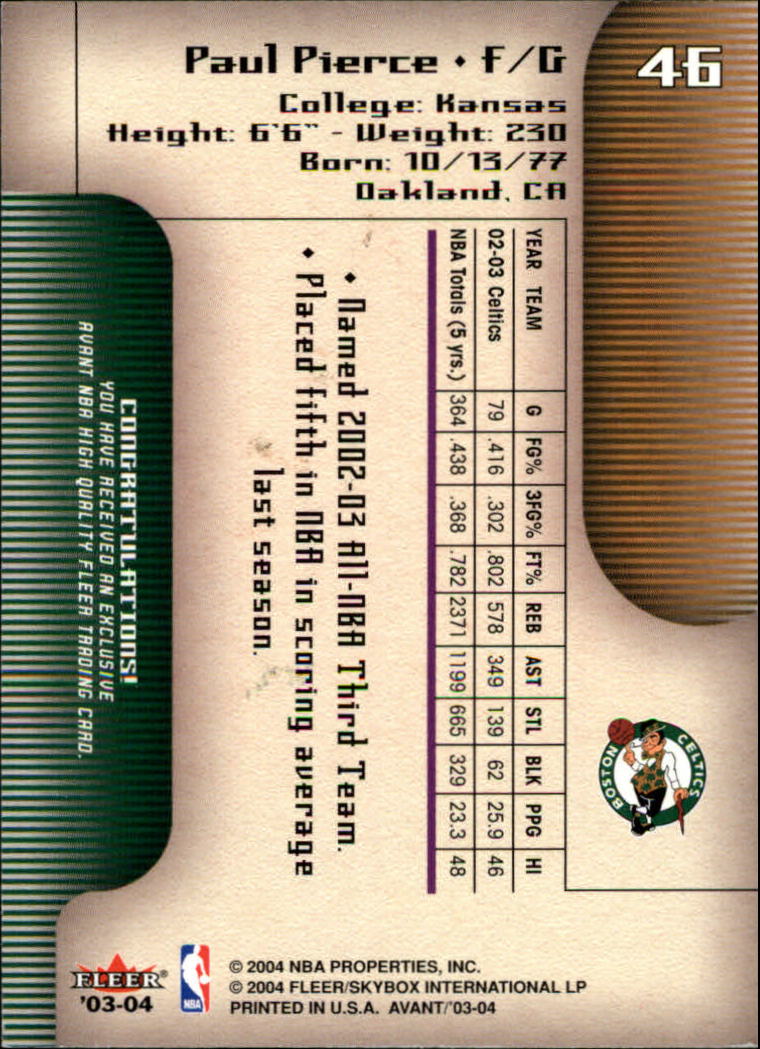 46
Paul Pierce • F/G
College: Kansas
Height: 6'6" - Weight: 230
Born: 10/13/77
Oakland, CA
YEAR TEAM G FG% 3FG% FT% REB AST STL BLK PPG HI
02-03 Celtics 79 .416 .302 .802 578 349 139 62 25.9 46
NBA Totals (5 yrs.) 364 .438 .368 .782 2371 1199 665 329 23.3 48
• Named 2002-03 All-NBA Third Team.
• Placed fifth in NBA in scoring average
last season.
BOSTON CELTICS
CONGRATULATIONS!
YOU HAVE RECEIVED AN EXCLUSIVE
AVANT NBA HIGH QUALITY FLEER TRADING CARD.
FLEER®
'03-04
NBA
© 2004 NBA PROPERTIES, INC.
© 2004 FLEER/SKYBOX INTERNATIONAL LP
PRINTED IN U.S.A. AVANT/'03-04